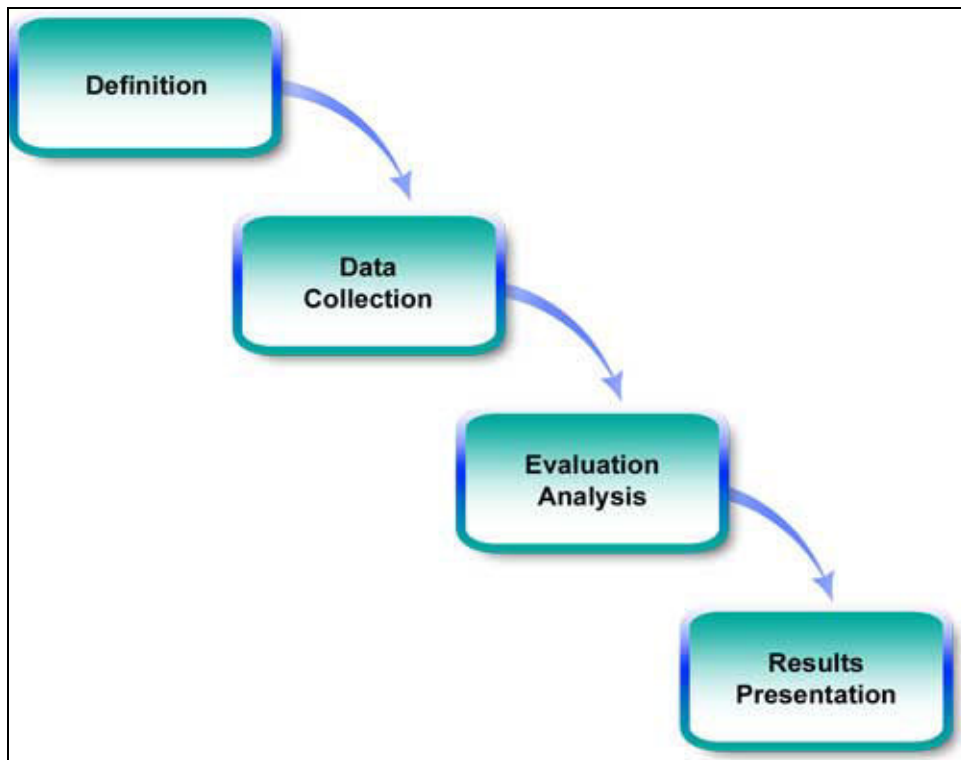 Definition
Data
Collection
Evaluation
Analysis
Results
Presentation